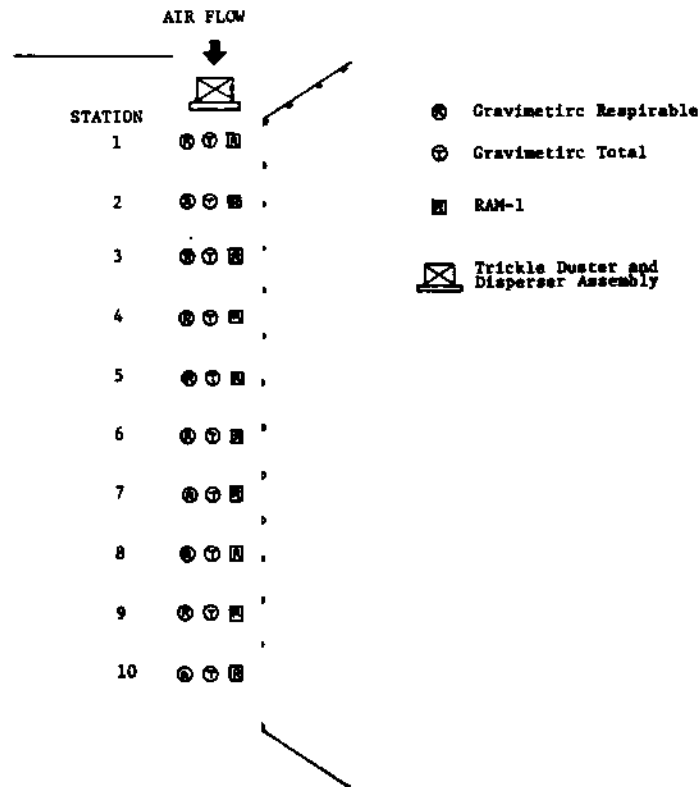 AIR FLOW
STATION
1 R T R
2 R T R
3 R T R
4 R T R
5 R T R
6 R T R
7 R T R
8 R T R
9 R T R
10 R T R
R Gravimetirc Respirable
T Gravimetirc Total
R RAM-1
Trickle Duster and
Disperser Assembly